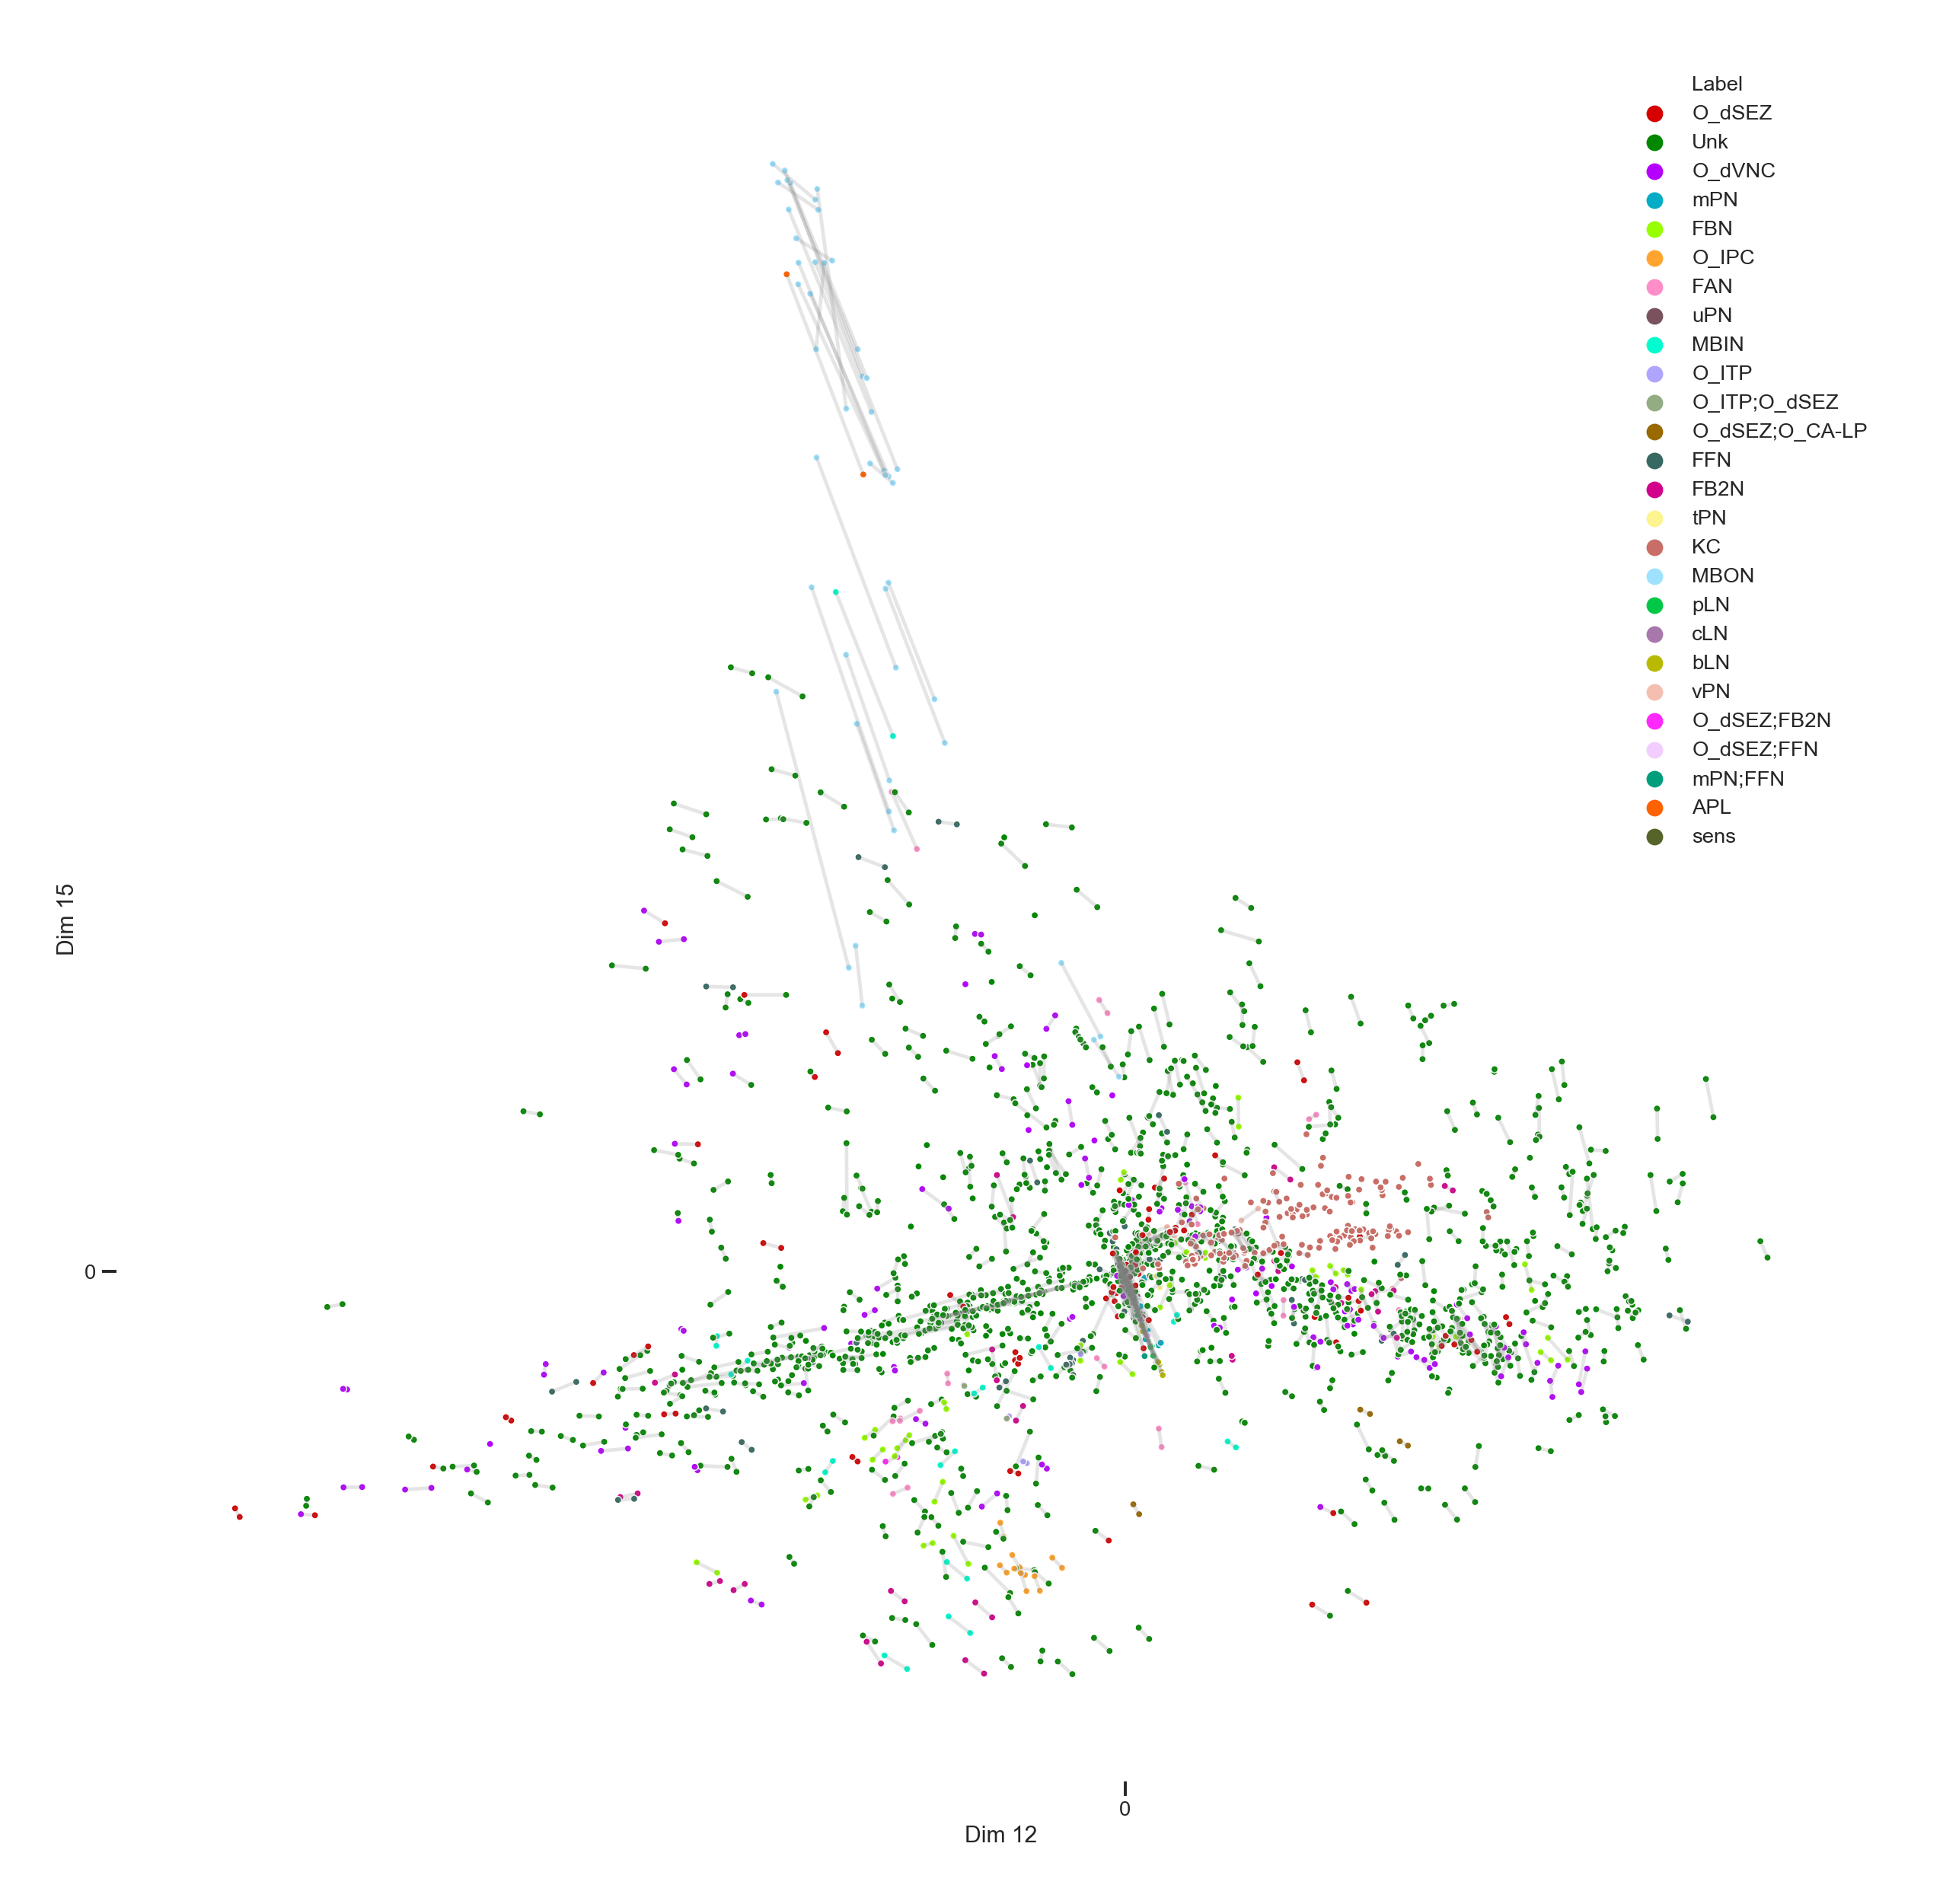 Label
O_dSEZ
Unk
O_dVNC
mPN
FBN
O_IPC
FAN
uPN
MBIN
O_ITP
O_ITP;O_dSEZ
O_dSEZ;O_CA-LP
FFN
FB2N
tPN
KC
MBON
pLN
cLN
bLN
vPN
O_dSEZ;FB2N
O_dSEZ;FFN
mPN;FFN
APL
sens
Dim 15
0
0
Dim 12